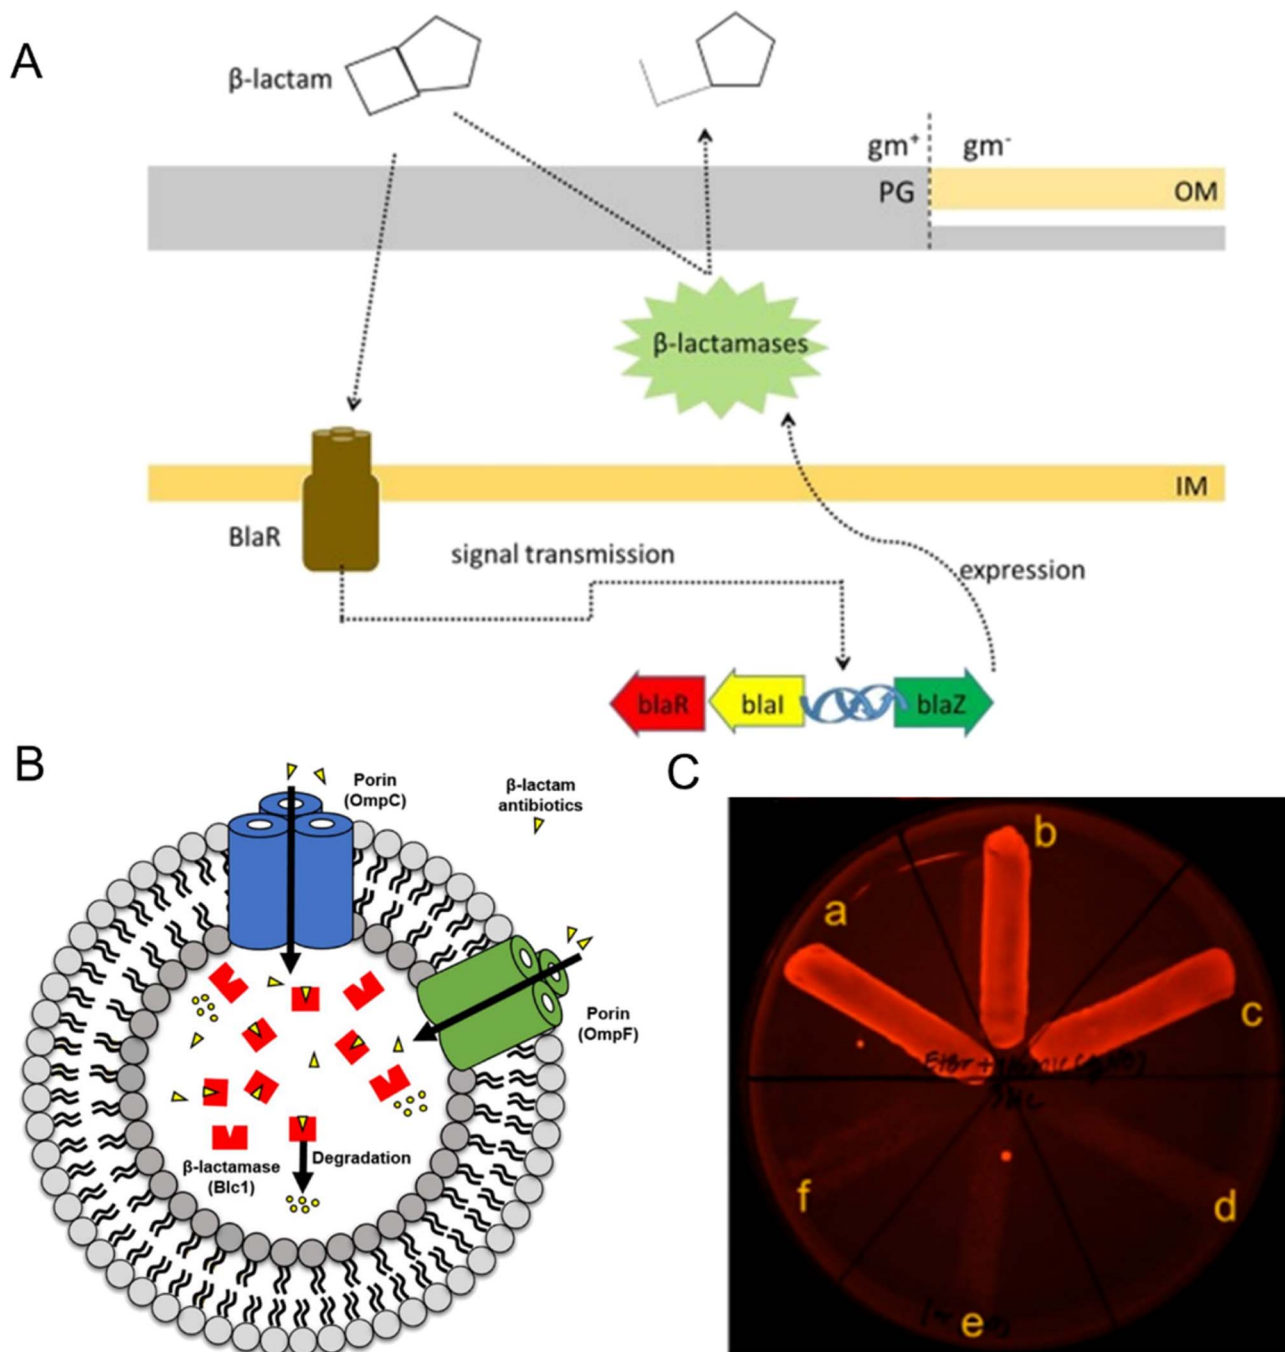 A
β-lactam
gm⁺
gm⁻
PG
OM
β-lactamases
IM
BlaR
signal transmission
expression
blaR
blaI
blaZ
B
Porin
(OmpC)
β-lactam
antibiotics
Porin
(OmpF)
β-lactamase
(Blc1)
Degradation
C
a
b
c
d
e
f